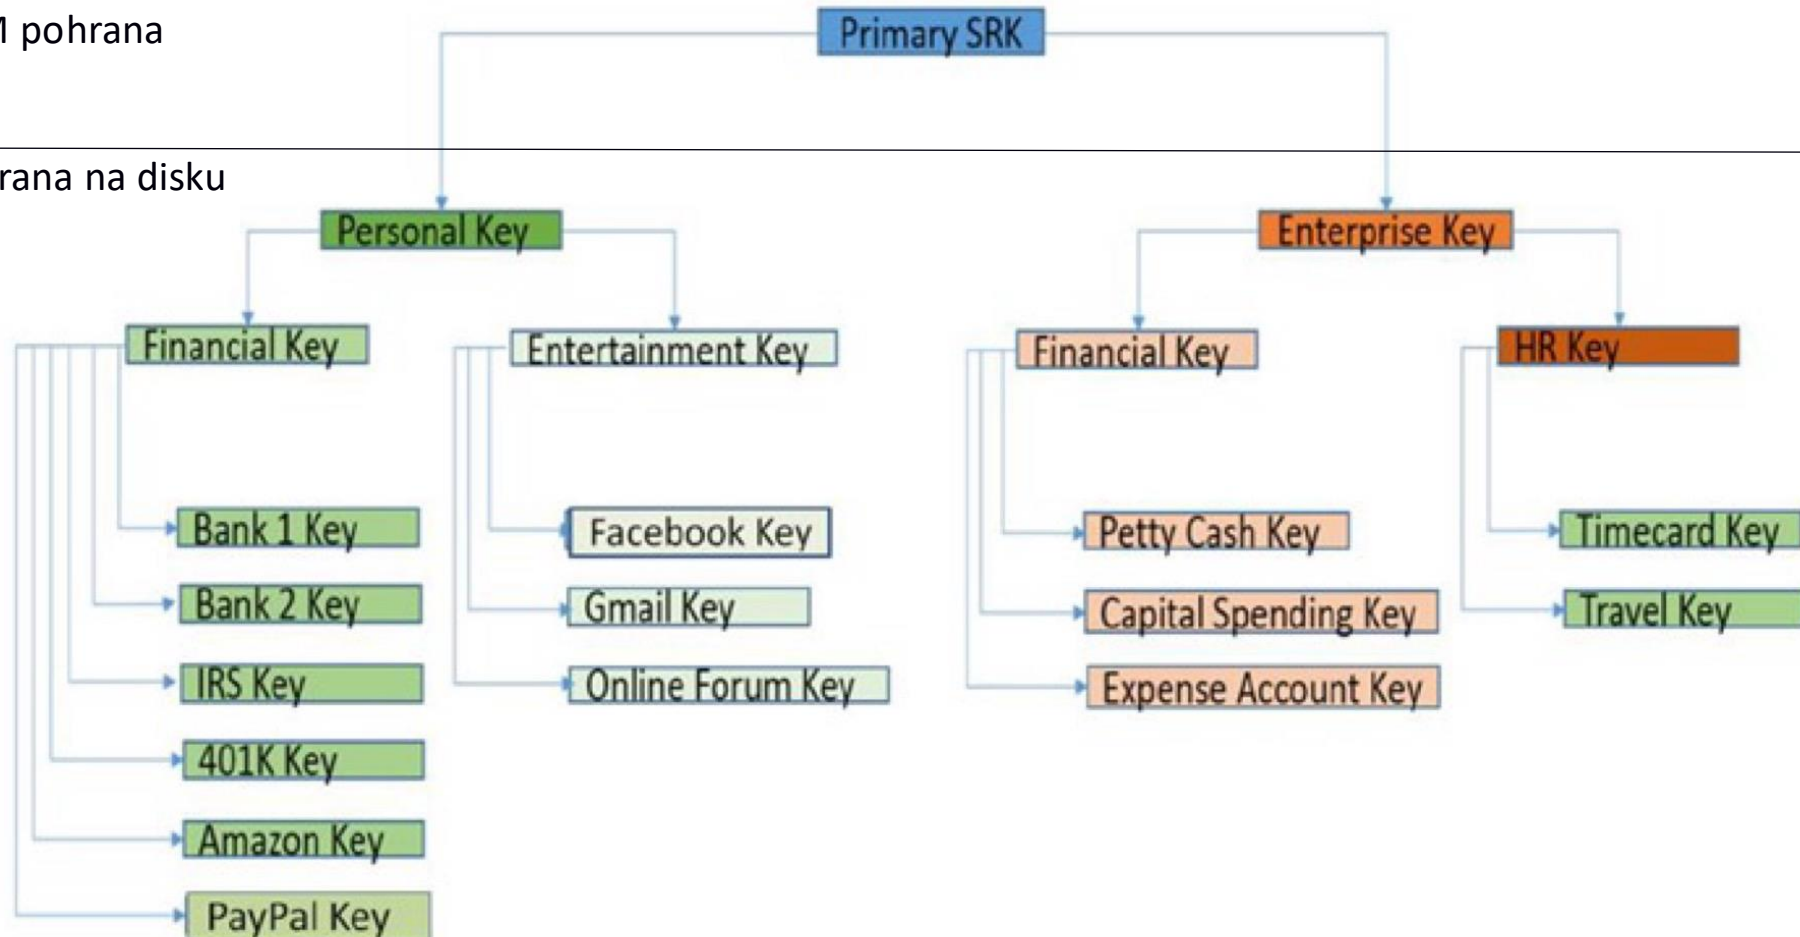 pohrana
Primary SRK
na disku
Personal Key
Enterprise Key
Financial Key
Entertainment Key
Financial Key
HR Key
Bank 1 Key
Facebook Key
Petty Cash Key
Timecard Key
Bank 2 Key
Gmail Key
Capital Spending Key
Travel Key
IRS Key
Online Forum Key
Expense Account Key
401K Key
Amazon Key
PayPal Key